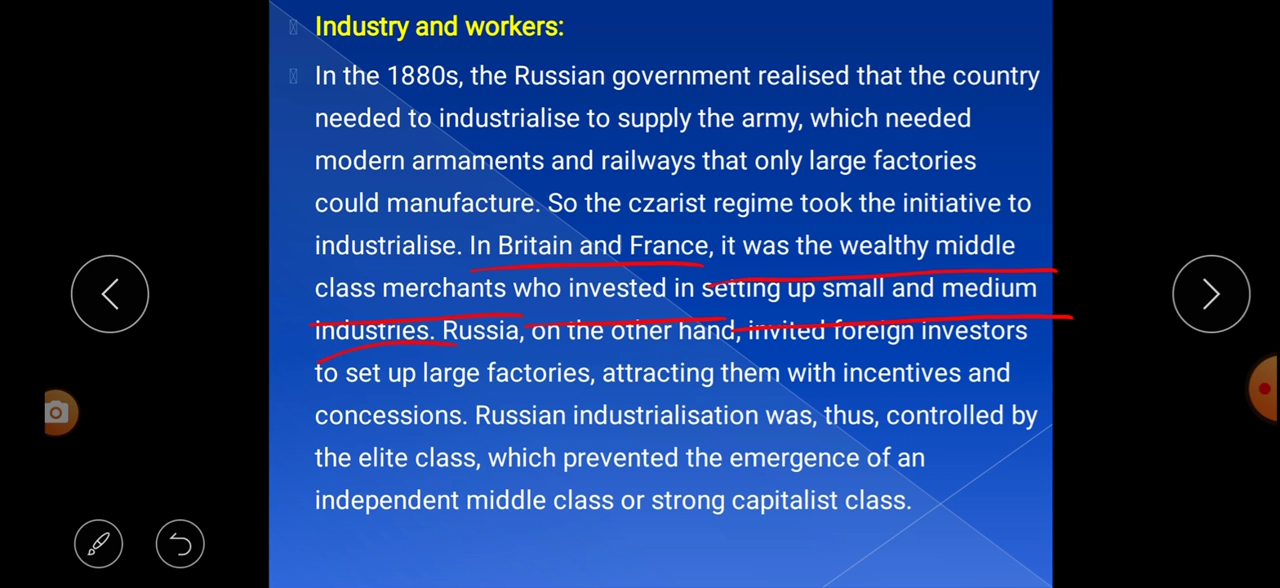 Industry and workers:
In the 1880s, the Russian government realised that the country
needed to industrialise to supply the army, which needed
modern armaments and railways that only large factories
could manufacture. So the czarist regime took the initiative to
industrialise. In Britain and France, it was the wealthy middle
class merchants who invested in setting up small and medium
industries. Russia, on the other hand, invited foreign investors
to set up large factories, attracting them with incentives and
concessions. Russian industrialisation was, thus, controlled by
the elite class, which prevented the emergence of an
independent middle class or strong capitalist class.